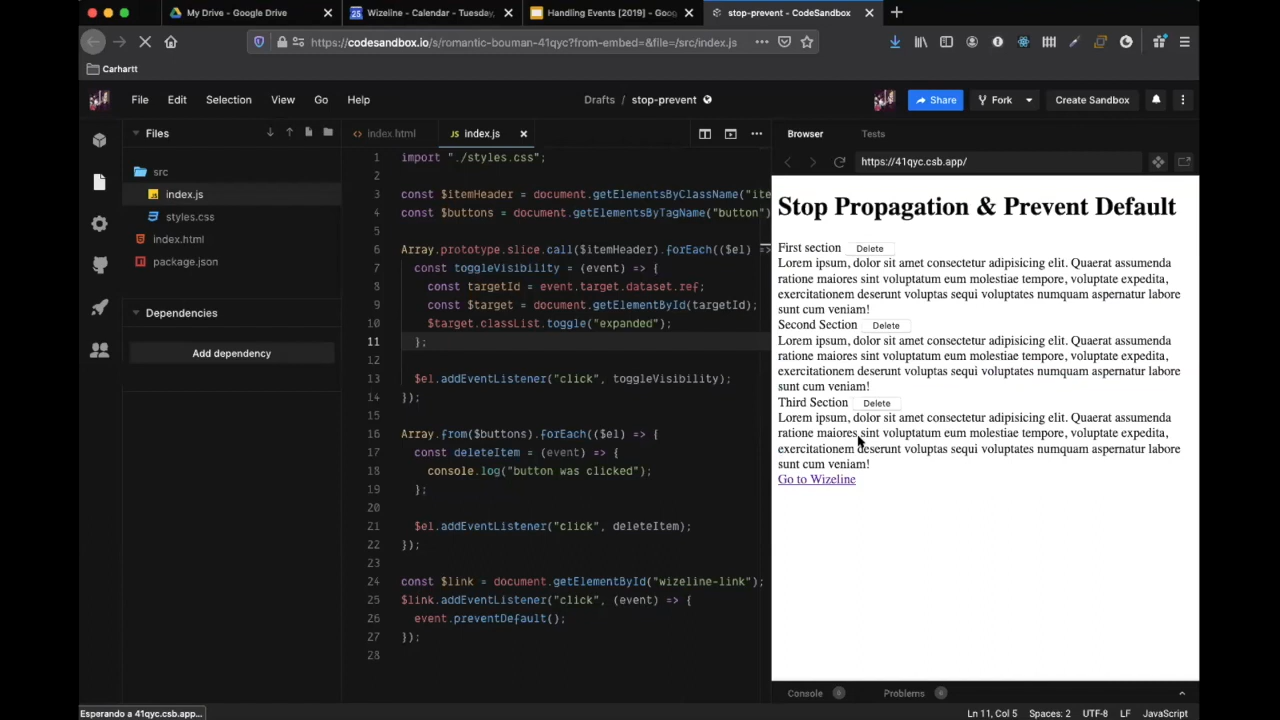 My Drive - Google Drive
Wizeline - Calendar - Tuesday,
Handling Events [2019] - Goog
stop-prevent - CodeSandbox
https://codesandbox.io/s/romantic-bouman-41qyc?from-embed=&file=/src/index.js
Carhartt
File Edit Selection View Go Help
Drafts / stop-prevent
Share Fork Create Sandbox
Files
src
index.js
styles.css
index.html
package.json
Dependencies
Add dependency
index.html
index.js
1 import "./styles.css";
2
3 const $itemHeader = document.getElementsByClassName("ite
4 const $buttons = document.getElementsByTagName("button")
5
6 Array.prototype.slice.call($itemHeader).forEach(($el) =>
7 const toggleVisibility = (event) => {
8 const targetId = event.target.dataset.ref;
9 const $target = document.getElementById(targetId);
10 $target.classList.toggle("expanded");
11 };
12
13 $el.addEventListener("click", toggleVisibility);
14 });
15
16 Array.from($buttons).forEach(($el) => {
17 const deleteItem = (event) => {
18 console.log("button was clicked");
19 };
20
21 $el.addEventListener("click", deleteItem);
22 });
23
24 const $link = document.getElementById("wizeline-link");
25 $link.addEventListener("click", (event) => {
26 event.preventDefault();
27 });
28
Browser Tests
https://41qyc.csb.app/
Stop Propagation & Prevent Default
First section Delete
Lorem ipsum, dolor sit amet consectetur adipisicing elit. Quaerat assumenda
ratione maiores sint voluptatum eum molestiae tempore, voluptate expedita,
exercitationem deserunt voluptas sequi voluptates numquam aspernatur labore
sunt cum veniam!
Second Section Delete
Lorem ipsum, dolor sit amet consectetur adipisicing elit. Quaerat assumenda
ratione maiores sint voluptatum eum molestiae tempore, voluptate expedita,
exercitationem deserunt voluptas sequi voluptates numquam aspernatur labore
sunt cum veniam!
Third Section Delete
Lorem ipsum, dolor sit amet consectetur adipisicing elit. Quaerat assumenda
ratione maiores sint voluptatum eum molestiae tempore, voluptate expedita,
exercitationem deserunt voluptas sequi voluptates numquam aspernatur labore
sunt cum veniam!
Go to Wizeline
Console 0 Problems 0
Esperando a 41qyc.csb.app...
Ln 11, Col 5 Spaces: 2 UTF-8 LF JavaScript